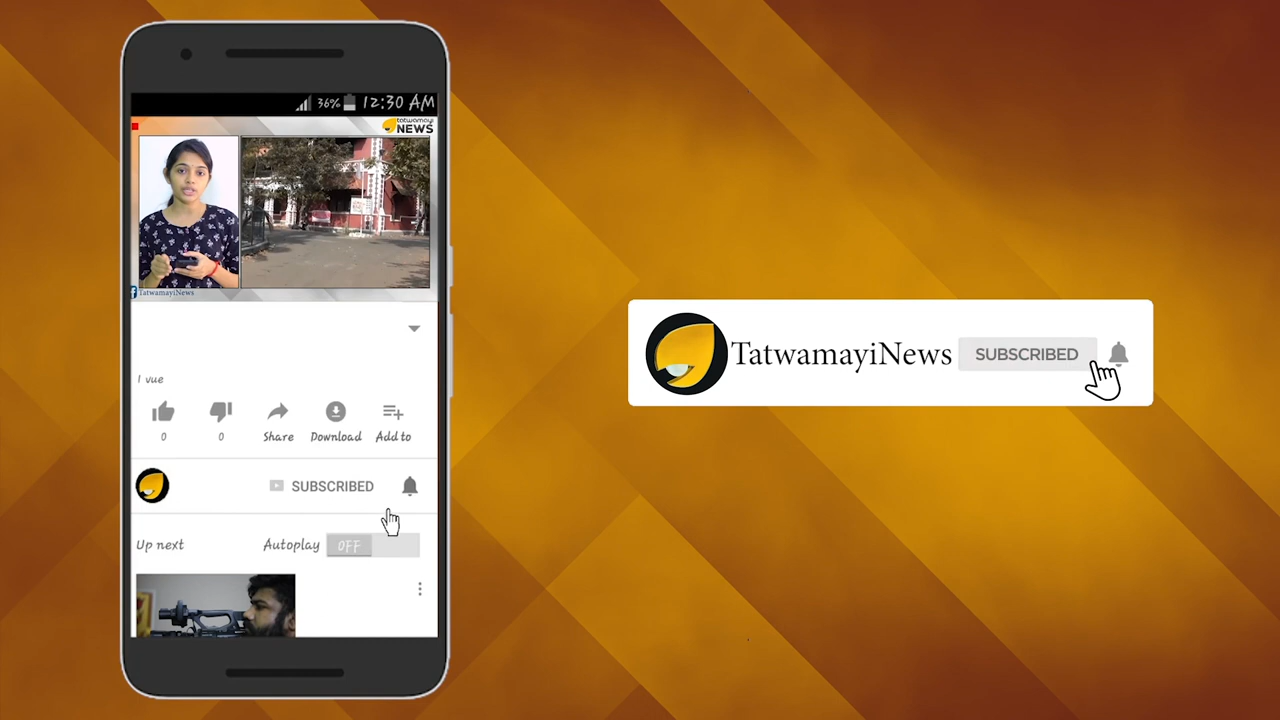 36% 12:30 AM
tatwamayi
NEWS
TatwamayiNews
1 vue
0 0 Share Download Add to
SUBSCRIBED
Up next Autoplay OFF
TatwamayiNews SUBSCRIBED